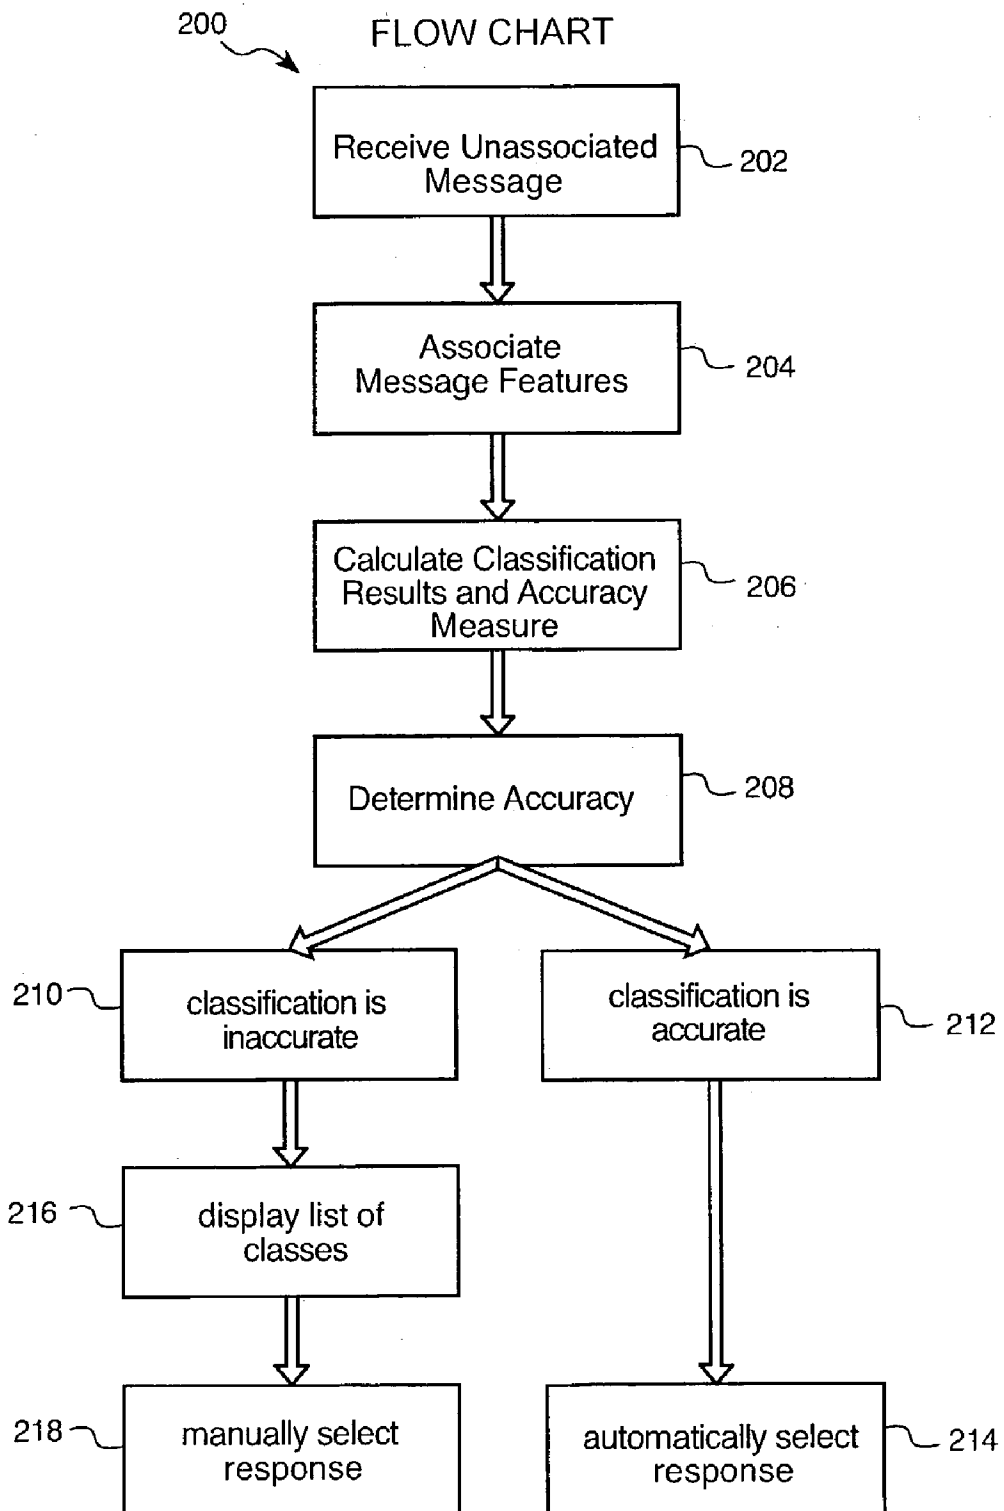 200
FLOW CHART
Receive Unassociated
Message
202
Associate
Message Features
204
Calculate Classification
Results and Accuracy
Measure
206
Determine Accuracy
208
210
classification is
inaccurate
classification is
accurate
212
216
display list of
classes
218
manually select
response
automatically select
response
214